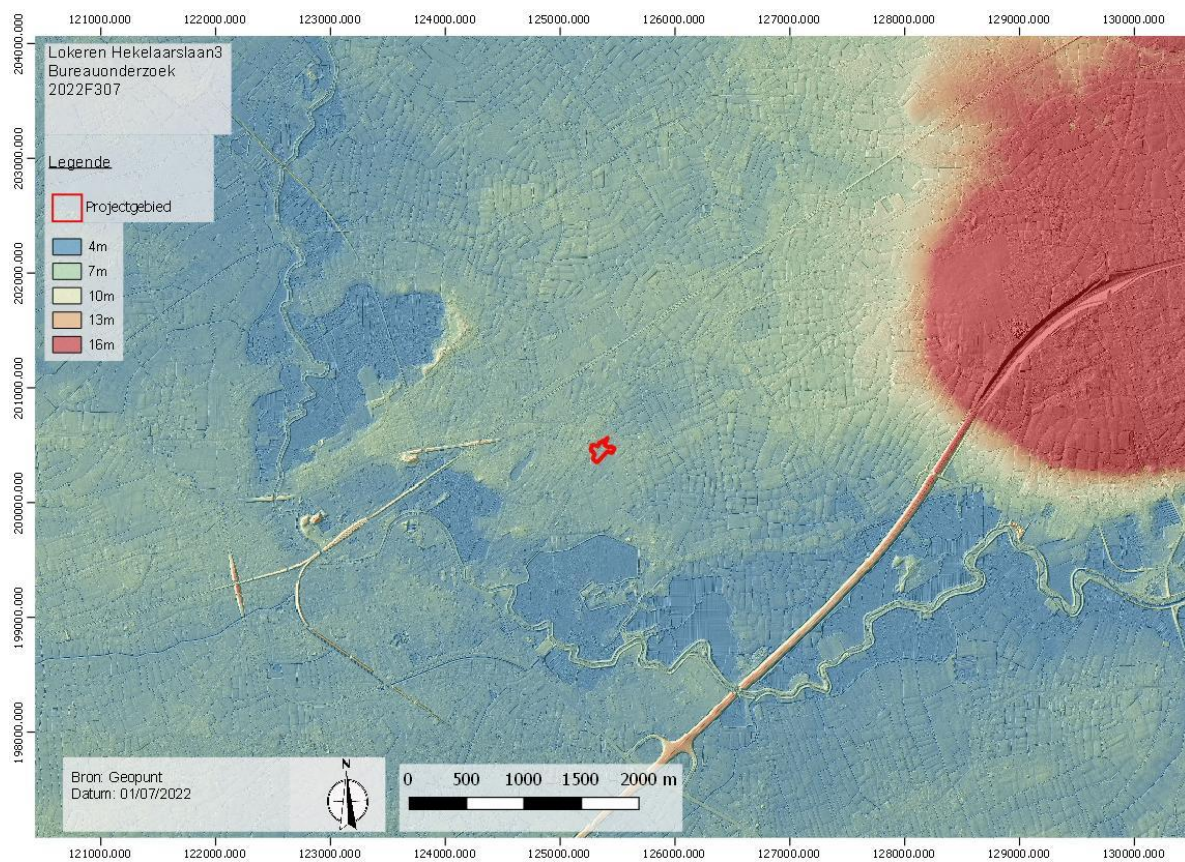 121000.000 122000.000 123000.000 124000.000 125000.000 126000.000 127000.000 128000.000 129000.000 130000.000
204000.000
203000.000
202000.000
201000.000
200000.000
199000.000
198000.000
Lokeren Hekelaarslaan3
Bureauonderzoek
2022F307
Legende
Projectgebied
4m
7m
10m
13m
16m
Bron: Geopunt
Datum: 01/07/2022
N
0 500 1000 1500 2000 m
121000.000 122000.000 123000.000 124000.000 125000.000 126000.000 127000.000 128000.000 129000.000 130000.000